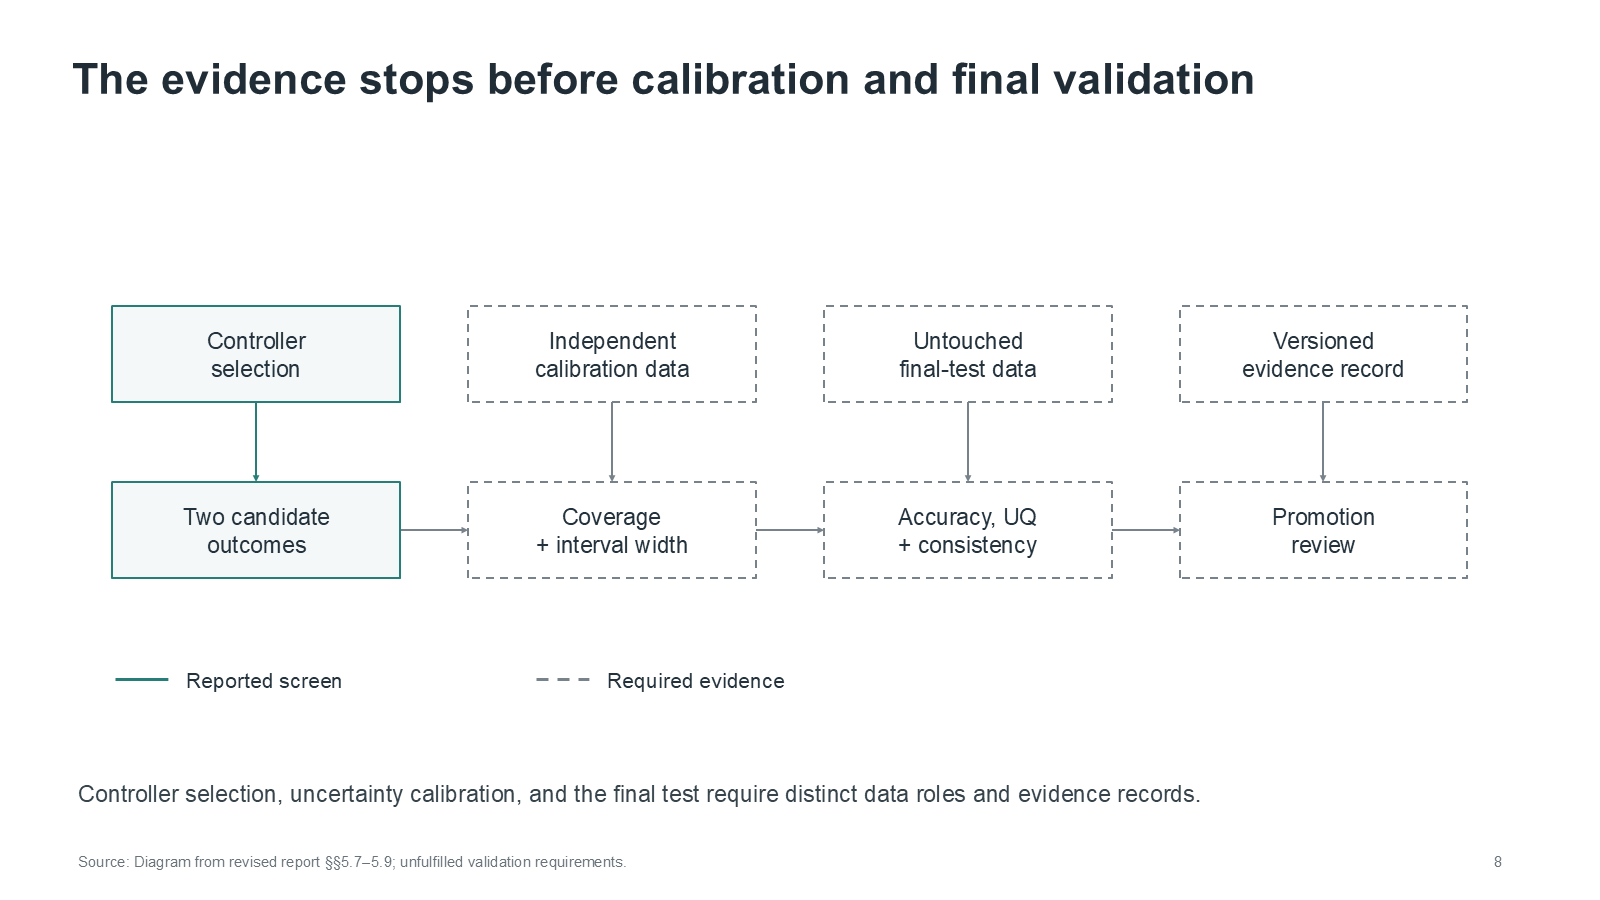 The evidence stops before calibration and final validation
Controller
selection
Independent
calibration data
Untouched
final-test data
Versioned
evidence record
Two candidate
outcomes
Coverage
+ interval width
Accuracy, UQ
+ consistency
Promotion
review
Reported screen
Required evidence
Controller selection, uncertainty calibration, and the final test require distinct data roles and evidence records.
Source: Diagram from revised report §§5.7–5.9; unfulfilled validation requirements.
8